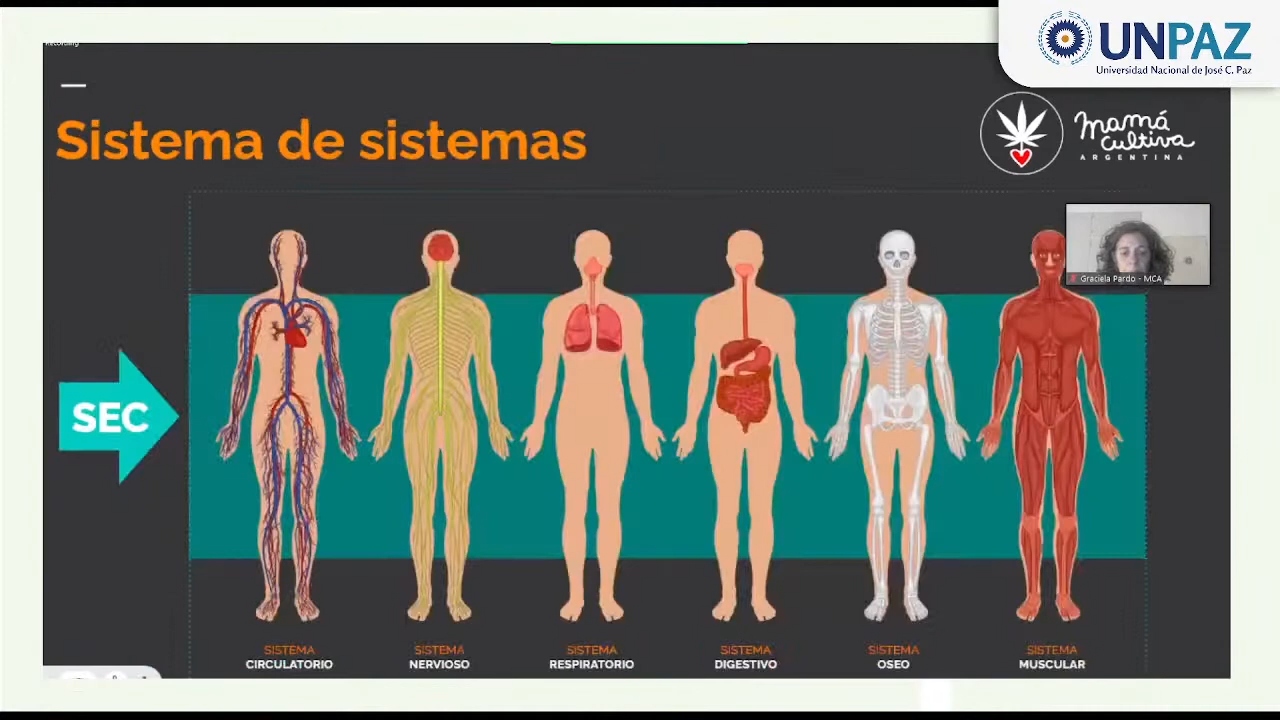 Recording
UNPAZ
Universidad Nacional de José C. Paz
Sistema de sistemas
mamá
cultiva
ARGENTINA
Graciela Pardo - MCA
SEC
SISTEMA
CIRCULATORIO
SISTEMA
NERVIOSO
SISTEMA
RESPIRATORIO
SISTEMA
DIGESTIVO
SISTEMA
OSEO
SISTEMA
MUSCULAR